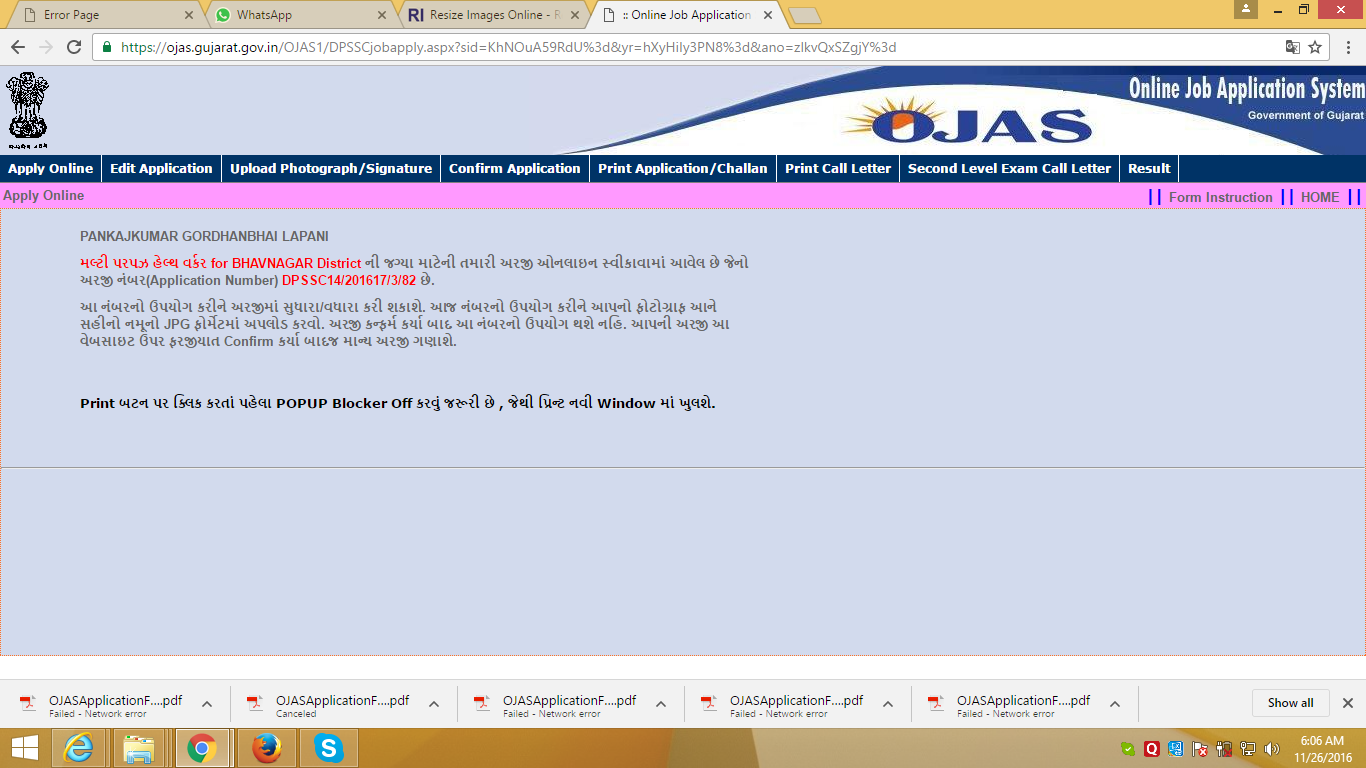 Error Page
WhatsApp
Resize Images Online - R
:: Online Job Application
https://ojas.gujarat.gov.in/OJAS1/DPSSCjobapply.aspx?sid=KhNOuA59RdU%3d&yr=hXyHiIy3PN8%3d&ano=zIkvQxSZgjY%3d
Online Job Application System
OJAS
Government of Gujarat
Apply Online Edit Application Upload Photograph/Signature Confirm Application Print Application/Challan Print Call Letter Second Level Exam Call Letter Result
Apply Online
Form Instruction
HOME
PANKAJKUMAR GORDHANBHAI LAPANI
મલ્ટી પરપઝ હેલ્થ વર્કર for BHAVNAGAR District ની જગ્યા માટેની તમારી અરજી ઓનલાઇન સ્વીકાવામાં આવેલ છે જેનો
અરજી નંબર(Application Number) DPSSC14/201617/3/82 છે.
આ નંબરનો ઉપયોગ કરીને અરજીમાં સુધારા/વધારા કરી શકાશે. આજ નંબરનો ઉપયોગ કરીને આપનો ફોટોગ્રાફ આને
સહીનો નમૂનો JPG ફોર્મેટમાં અપલોડ કરવો. અરજી કન્ફર્મ કર્યા બાદ આ નંબરનો ઉપયોગ થશે નહિ. આપની અરજી આ
વેબસાઇટ ઉપર ફરજીયાત Confirm કર્યા બાદજ માન્ય અરજી ગણાશે.
Print બટન પર ક્લિક કરતાં પહેલા POPUP Blocker Off કરવું જરૂરી છે , જેથી પ્રિન્ટ નવી Window માં ખુલશે.
OJASApplicationF....pdf
Failed - Network error
OJASApplicationF....pdf
Canceled
OJASApplicationF....pdf
Failed - Network error
OJASApplicationF....pdf
Failed - Network error
OJASApplicationF....pdf
Failed - Network error
Show all
6:06 AM
11/26/2016